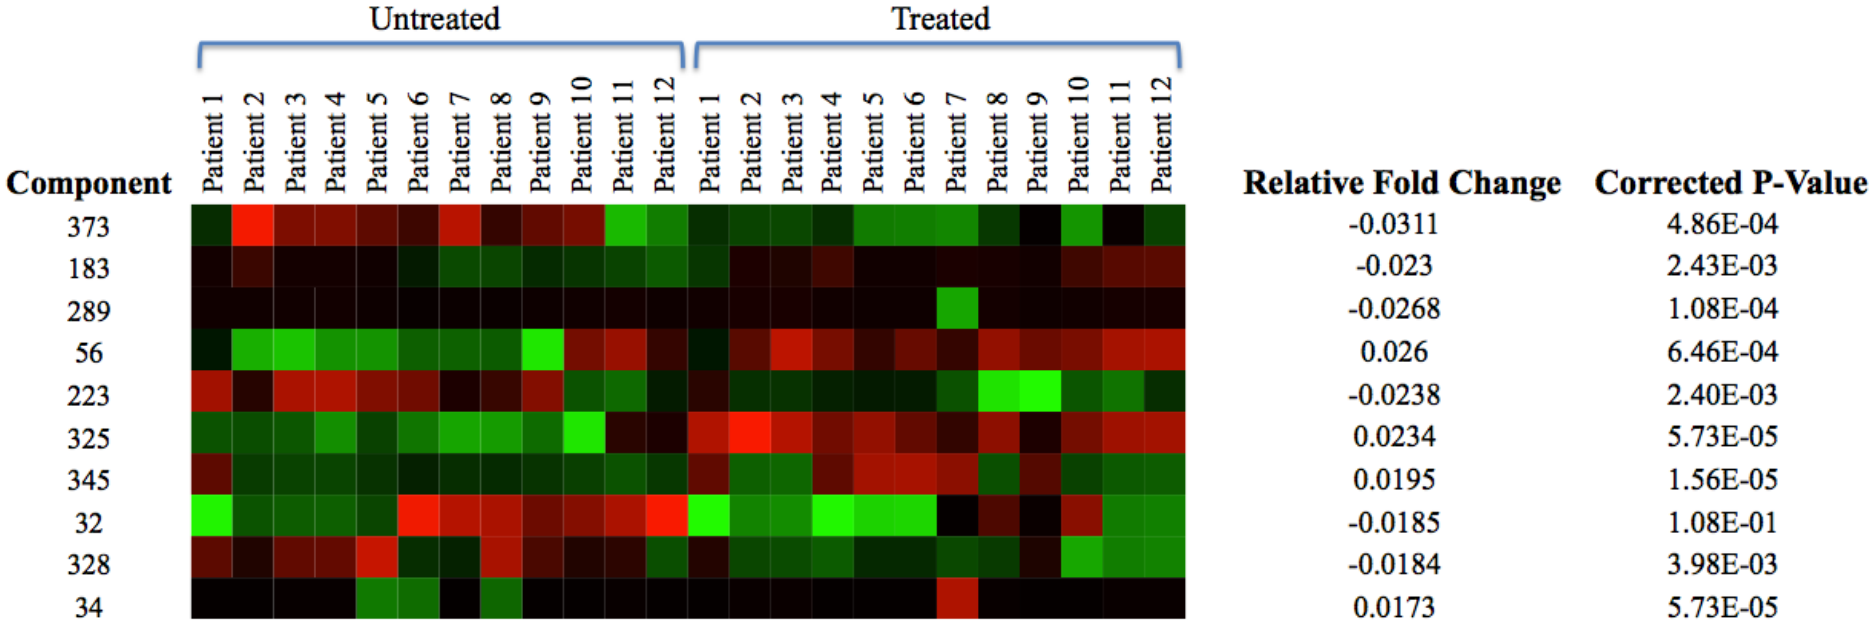 Untreated Treated
Patient 1 Patient 2 Patient 3 Patient 4 Patient 5 Patient 6 Patient 7 Patient 8 Patient 9 Patient 10 Patient 11 Patient 12 Patient 1 Patient 2 Patient 3 Patient 4 Patient 5 Patient 6 Patient 7 Patient 8 Patient 9 Patient 10 Patient 11 Patient 12
Component Relative Fold Change Corrected P-Value
373 -0.0311 4.86E-04
183 -0.023 2.43E-03
289 -0.0268 1.08E-04
56 0.026 6.46E-04
223 -0.0238 2.40E-03
325 0.0234 5.73E-05
345 0.0195 1.56E-05
32 -0.0185 1.08E-01
328 -0.0184 3.98E-03
34 0.0173 5.73E-05